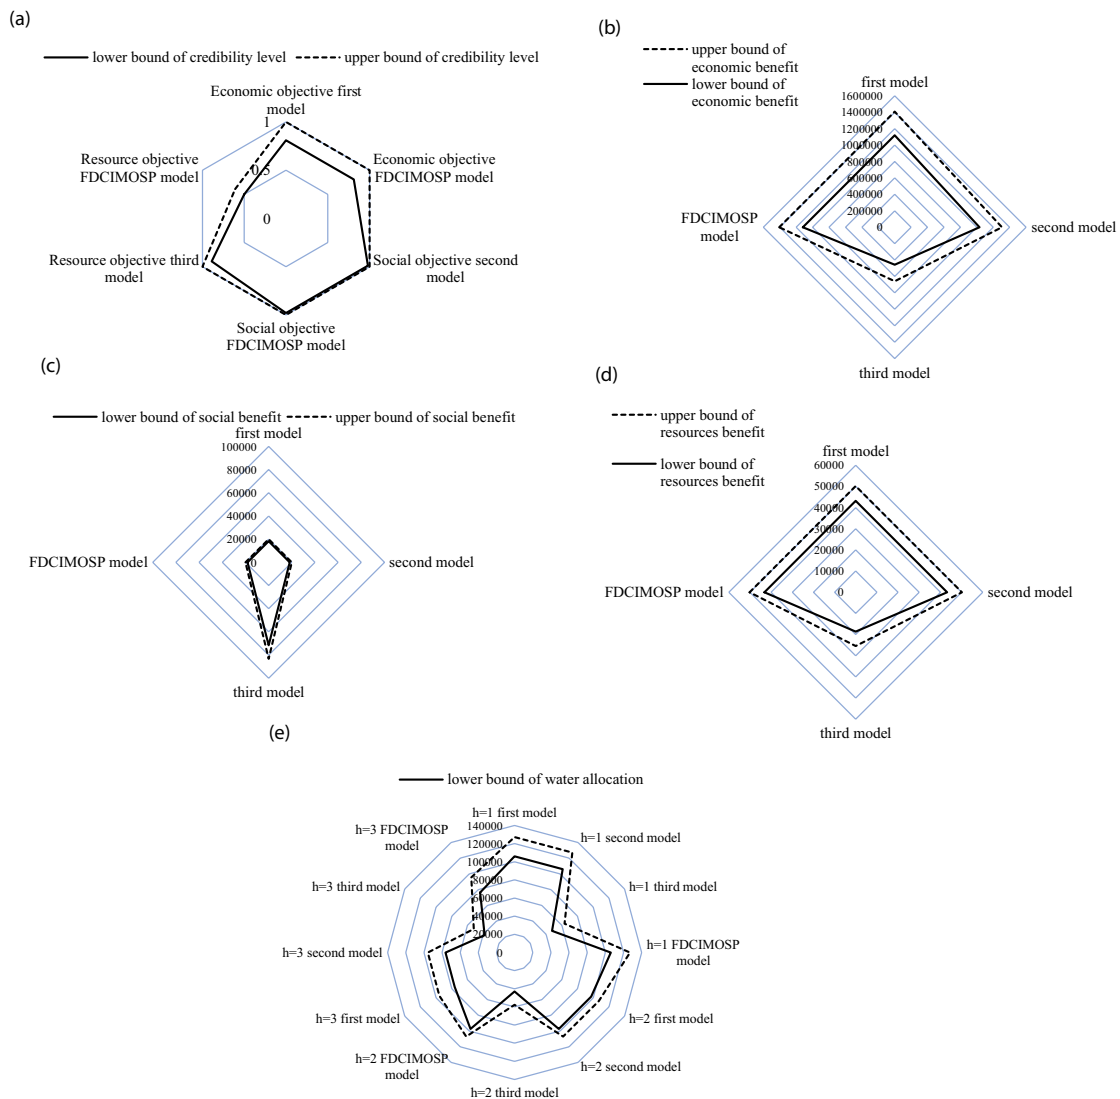 (a)
lower bound of credibility level
upper bound of credibility level
Economic objective first
model
1
Resource objective
FDCIMOSP model
0.5
Economic objective
FDCIMOSP model
0
Resource objective third
model
Social objective second
model
Social objective
FDCIMOSP model
(b)
upper bound of
economic benefit
lower bound of
economic benefit
first model
1600000
1400000
1200000
1000000
800000
600000
400000
200000
0
FDCIMOSP
model
second model
third model
(c)
lower bound of social benefit
upper bound of social benefit
first model
100000
80000
60000
40000
20000
0
FDCIMOSP model
second model
third model
(d)
upper bound of
resources benefit
lower bound of
resources benefit
first model
60000
50000
40000
30000
20000
10000
0
FDCIMOSP model
second model
third model
(e)
lower bound of water allocation
h=1 first model
140000
120000
100000
80000
60000
40000
20000
0
h=1 second model
h=1 third model
h=1 FDCIMOSP
model
h=2 first model
h=2 second model
h=2 third model
h=2 FDCIMOSP
model
h=3 first model
h=3 second model
h=3 third model
h=3 FDCIMOSP
model